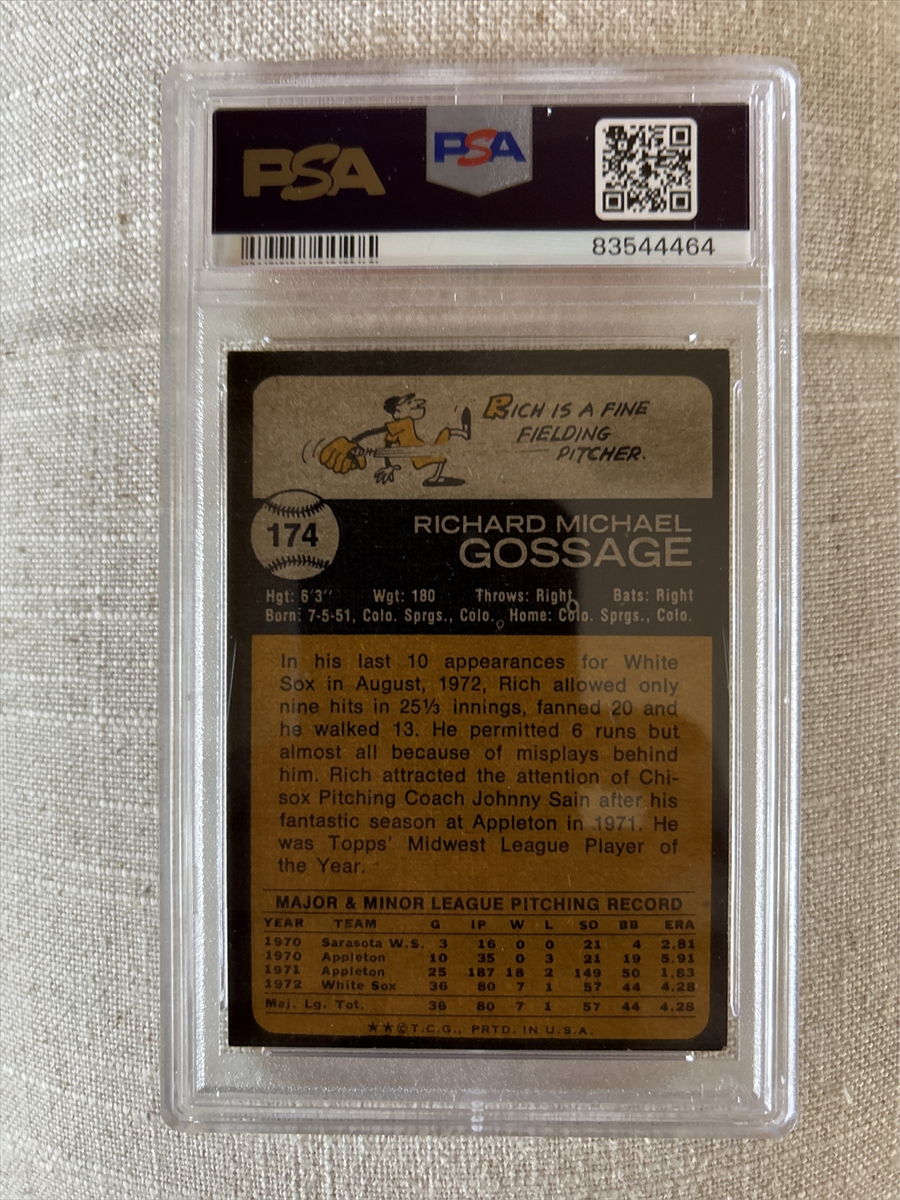 PSA
PSA
83544464
RICH IS A FINE
FIELDING
PITCHER.
174
RICHARD MICHAEL
GOSSAGE
Hgt: 6'3" Wgt: 180 Throws: Right Bats: Right
Born: 7-5-51, Colo. Sprgs., Colo. Home: Colo. Sprgs., Colo.
In his last 10 appearances for White
Sox in August, 1972, Rich allowed only
nine hits in 25⅓ innings, fanned 20 and
he walked 13. He permitted 6 runs but
almost all because of misplays behind
him. Rich attracted the attention of Chi-
sox Pitching Coach Johnny Sain after his
fantastic season at Appleton in 1971. He
was Topps' Midwest League Player of
the Year.
MAJOR & MINOR LEAGUE PITCHING RECORD
YEAR TEAM G IP W L SO BB ERA
1970 Sarasota W.S. 3 16 0 0 21 4 2.81
1970 Appleton 10 35 0 3 21 19 5.91
1971 Appleton 25 187 18 2 149 50 1.83
1972 White Sox 36 80 7 1 57 44 4.28
Maj. Lg. Tot. 36 80 7 1 57 44 4.28
★★©T.C.G., PRTD. IN U.S.A.